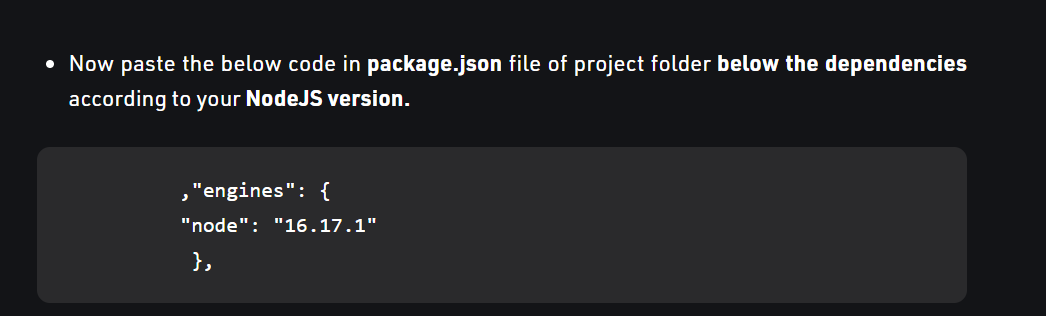 Now paste the below code in package.json file of project folder below the dependencies
according to your NodeJS version.
,"engines": {
"node": "16.17.1"
},